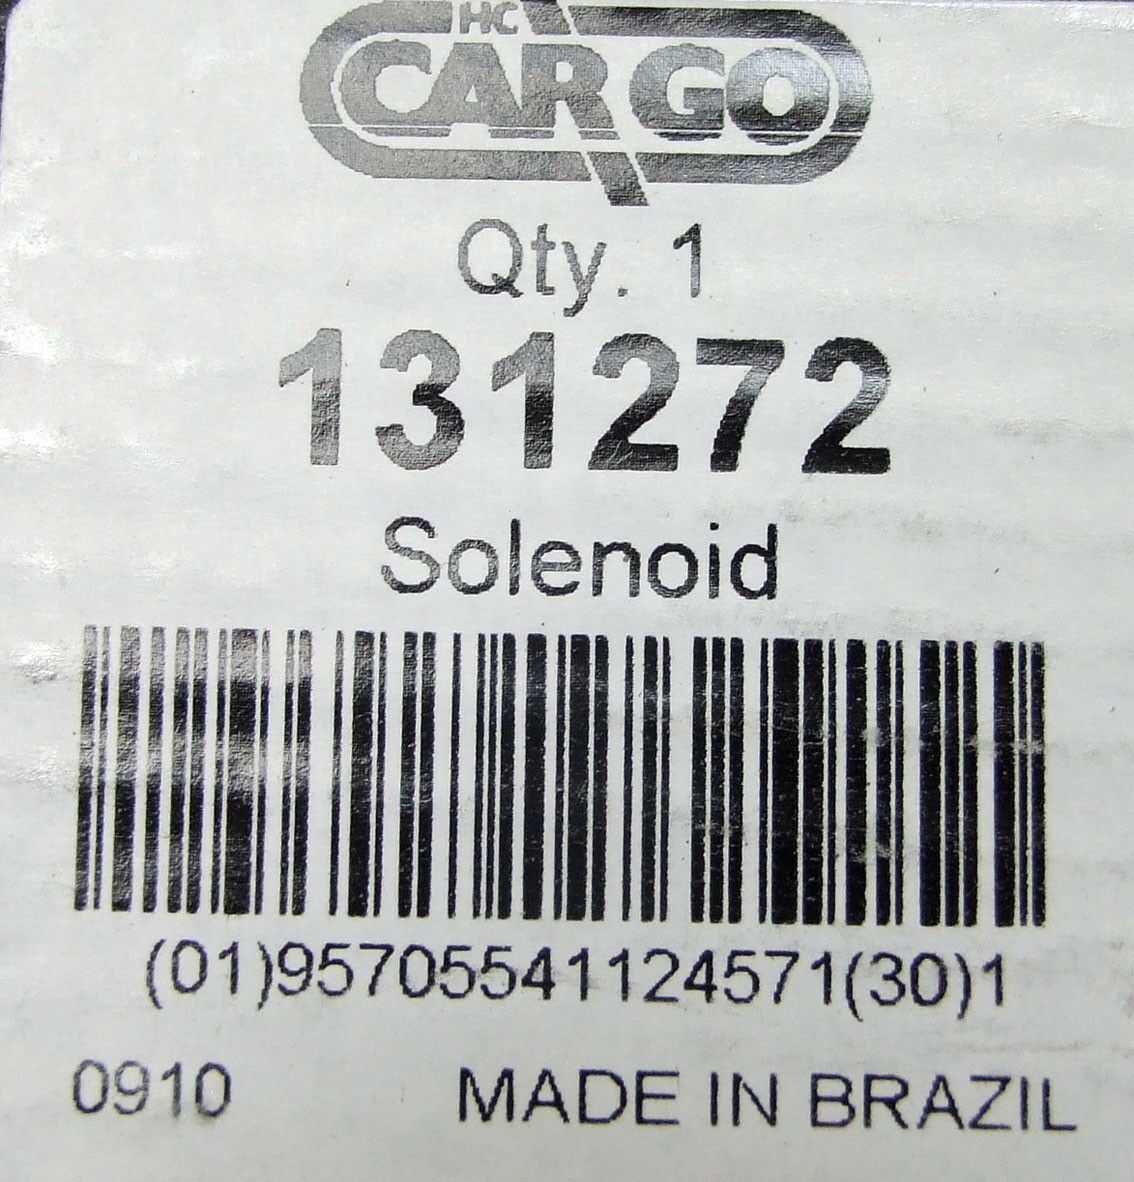 HC
CARGO
Qty. 1
131272
Solenoid
(01)95705541124571(30)1
0910
MADE IN BRAZIL